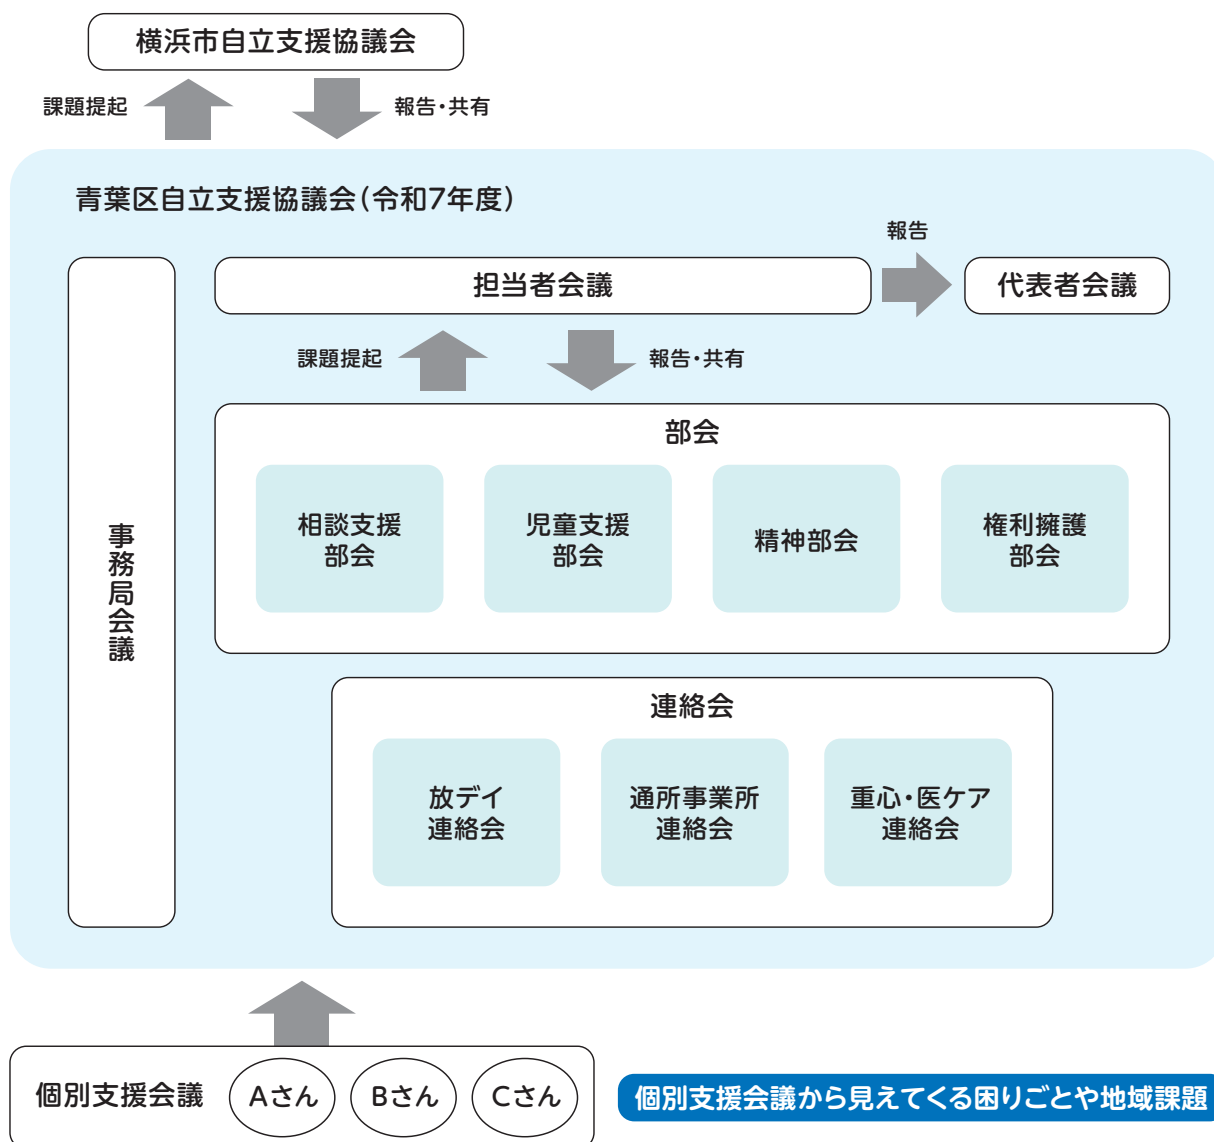 横浜市自立支援協議会
課題提起
報告・共有
青葉区自立支援協議会(令和7年度)
報告
担当者会議
代表者会議
課題提起
報告・共有
事務局会議
部会
相談支援
部会
児童支援
部会
精神部会
権利擁護
部会
連絡会
放デイ
連絡会
通所事業所
連絡会
重心・医ケア
連絡会
個別支援会議
Aさん
Bさん
Cさん
個別支援会議から見えてくる困りごとや地域課題